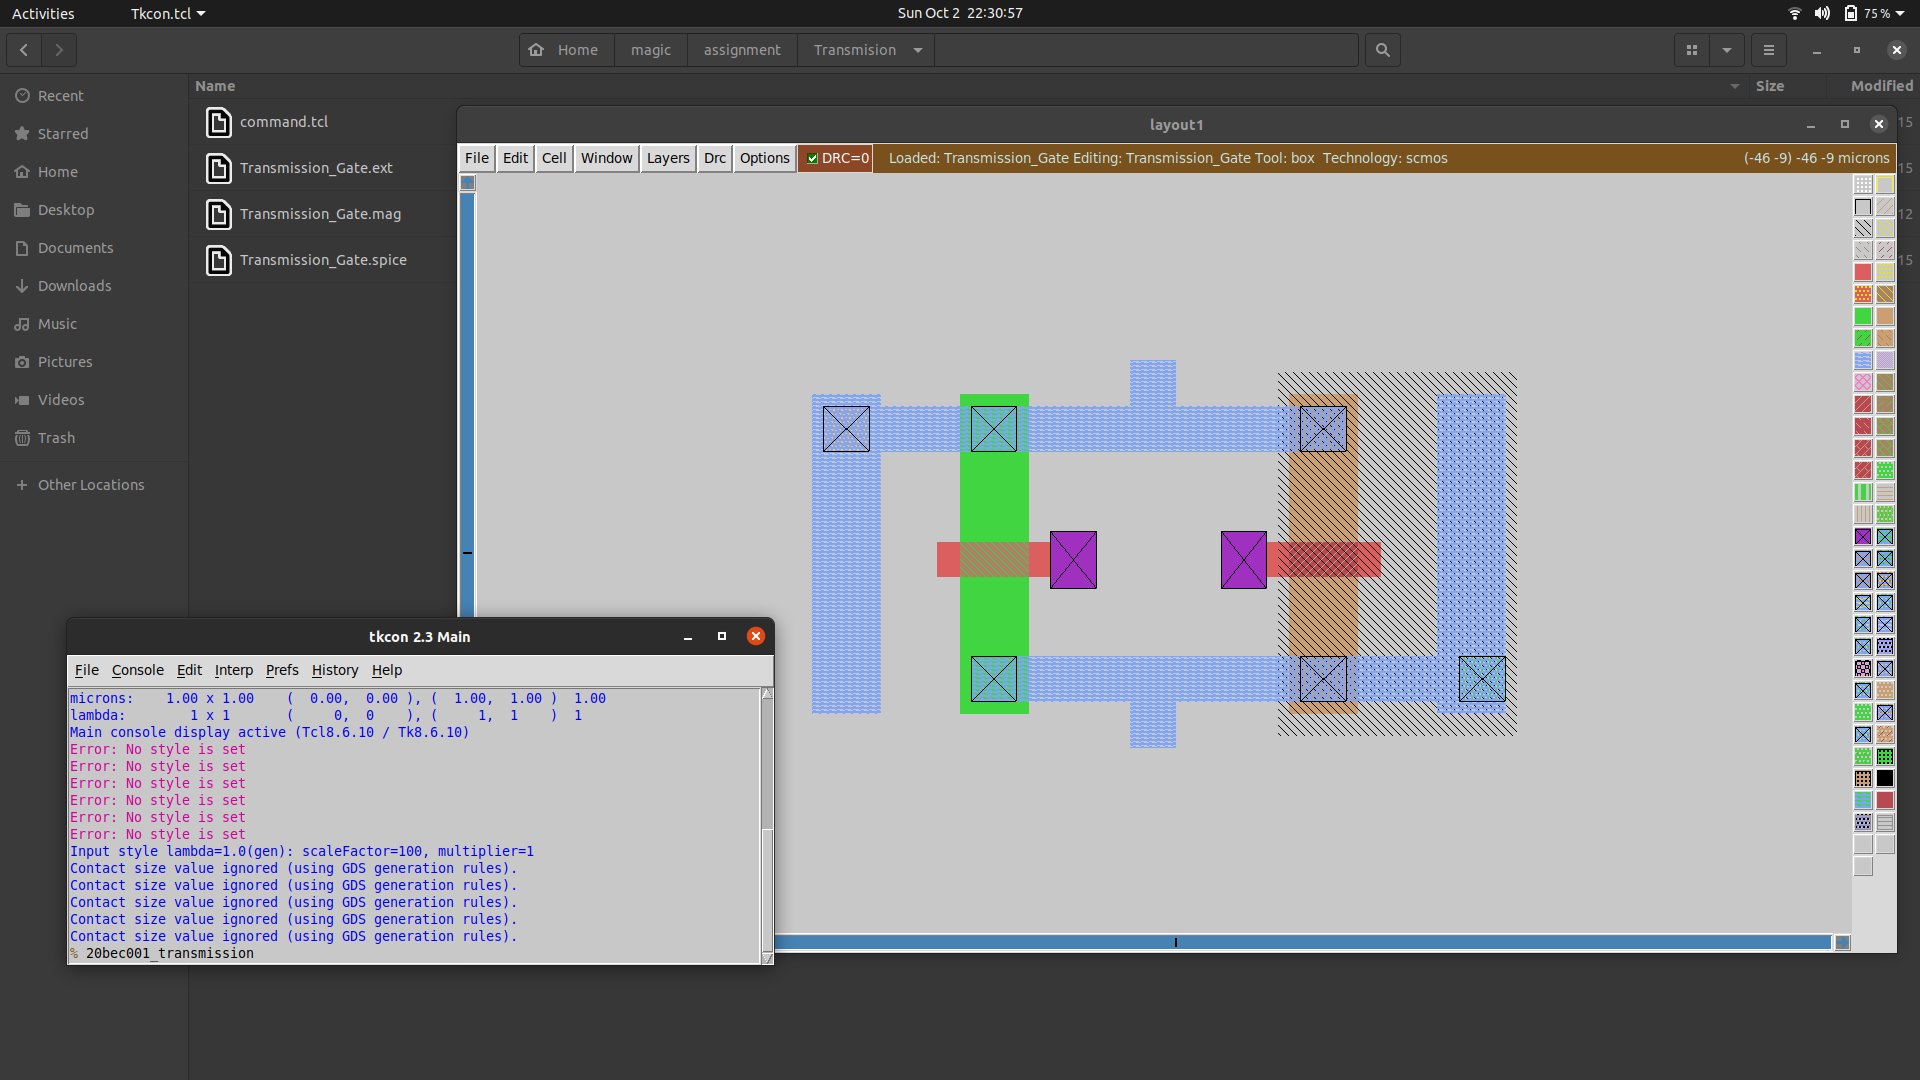 Activities Tkcon.tcl Sun Oct 2 22:30:57 75 %
Home magic assignment Transmision
Recent
Starred
Home
Desktop
Documents
Downloads
Music
Pictures
Videos
Trash
Other Locations
Name Size Modified
command.tcl 15
Transmission_Gate.ext 15
Transmission_Gate.mag 12
Transmission_Gate.spice 15
layout1
File Edit Cell Window Layers Drc Options DRC=0 Loaded: Transmission_Gate Editing: Transmission_Gate Tool: box Technology: scmos (-46 -9) -46 -9 microns
tkcon 2.3 Main
File Console Edit Interp Prefs History Help
microns: 1.00 x 1.00 ( 0.00, 0.00 ), ( 1.00, 1.00 ) 1.00
lambda: 1 x 1 ( 0, 0 ), ( 1, 1 ) 1
Main console display active (Tcl8.6.10 / Tk8.6.10)
Error: No style is set
Error: No style is set
Error: No style is set
Error: No style is set
Error: No style is set
Error: No style is set
Input style lambda=1.0(gen): scaleFactor=100, multiplier=1
Contact size value ignored (using GDS generation rules).
Contact size value ignored (using GDS generation rules).
Contact size value ignored (using GDS generation rules).
Contact size value ignored (using GDS generation rules).
Contact size value ignored (using GDS generation rules).
% 20bec001_transmission